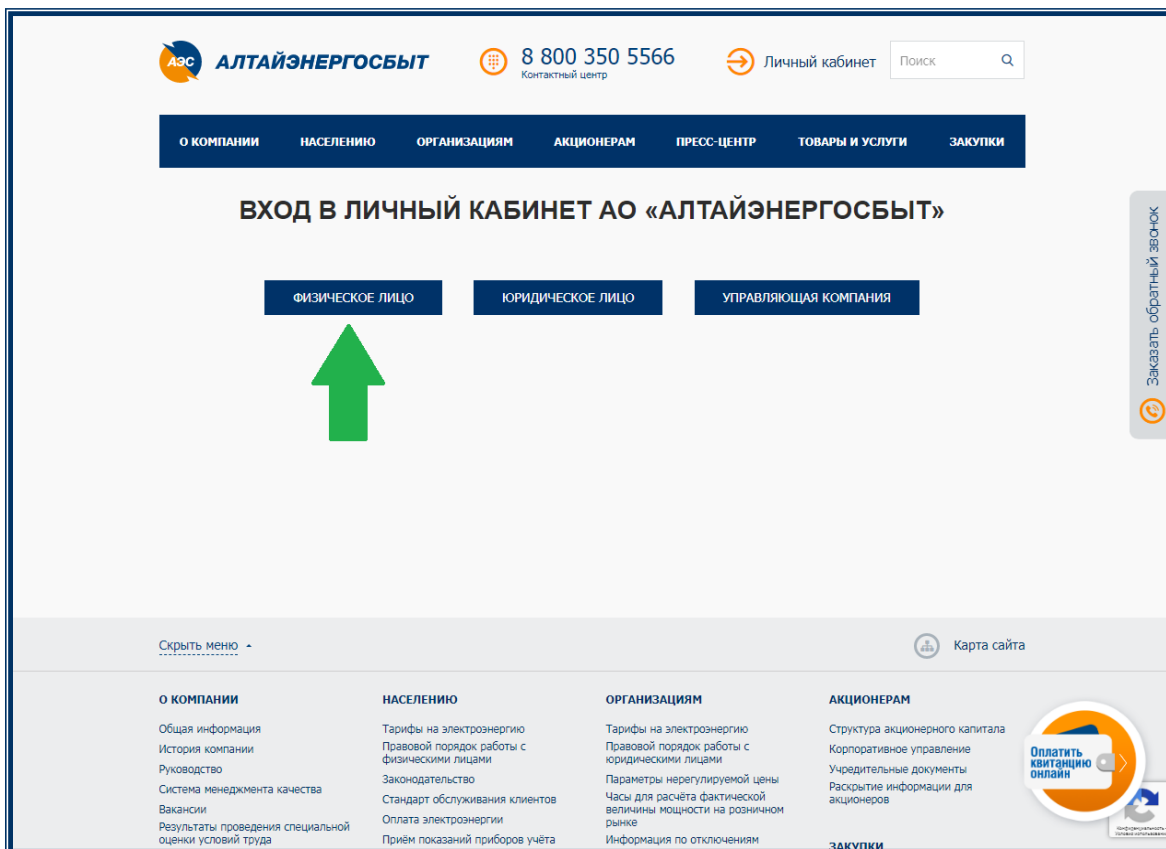 АЭС АЛТАЙЭНЕРГОСБЫТ
8 800 350 5566
Контактный центр
Личный кабинет
Поиск
О КОМПАНИИ НАСЕЛЕНИЮ ОРГАНИЗАЦИЯМ АКЦИОНЕРАМ ПРЕСС-ЦЕНТР ТОВАРЫ И УСЛУГИ ЗАКУПКИ
ВХОД В ЛИЧНЫЙ КАБИНЕТ АО «АЛТАЙЭНЕРГОСБЫТ»
ФИЗИЧЕСКОЕ ЛИЦО ЮРИДИЧЕСКОЕ ЛИЦО УПРАВЛЯЮЩАЯ КОМПАНИЯ
Заказать обратный звонок
Скрыть меню
Карта сайта
О КОМПАНИИ
Общая информация
История компании
Руководство
Система менеджмента качества
Вакансии
Результаты проведения специальной
оценки условий труда
НАСЕЛЕНИЮ
Тарифы на электроэнергию
Правовой порядок работы с
физическими лицами
Законодательство
Стандарт обслуживания клиентов
Оплата электроэнергии
Приём показаний приборов учёта
ОРГАНИЗАЦИЯМ
Тарифы на электроэнергию
Правовой порядок работы с
юридическими лицами
Параметры нерегулируемой цены
Часы для расчёта фактической
величины мощности на розничном
рынке
Информация по отключениям
АКЦИОНЕРАМ
Структура акционерного капитала
Корпоративное управление
Учредительные документы
Раскрытие информации для
акционеров
ЗАКУПКИ
Оплатить
квитанцию
онлайн